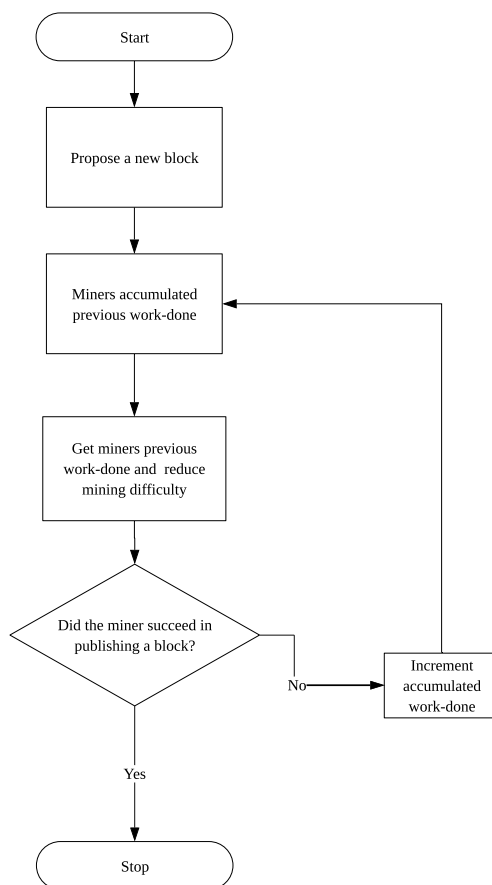 Start
Propose a new block
Miners accumulated
previous work-done
Get miners previous
work-done and reduce
mining difficulty
Did the miner succeed in
publishing a block?
No
Increment
accumulated
work-done
Yes
Stop